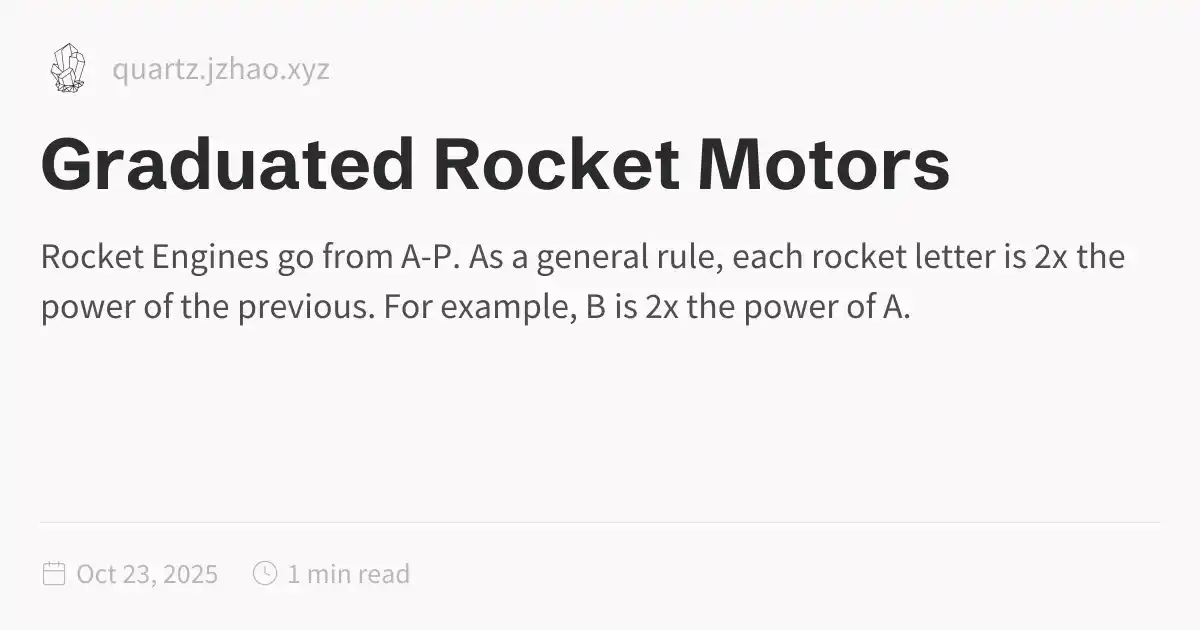 quartz.jzhao.xyz
Graduated Rocket Motors
Rocket Engines go from A-P. As a general rule, each rocket letter is 2x the
power of the previous. For example, B is 2x the power of A.
Oct 23, 2025 1 min read